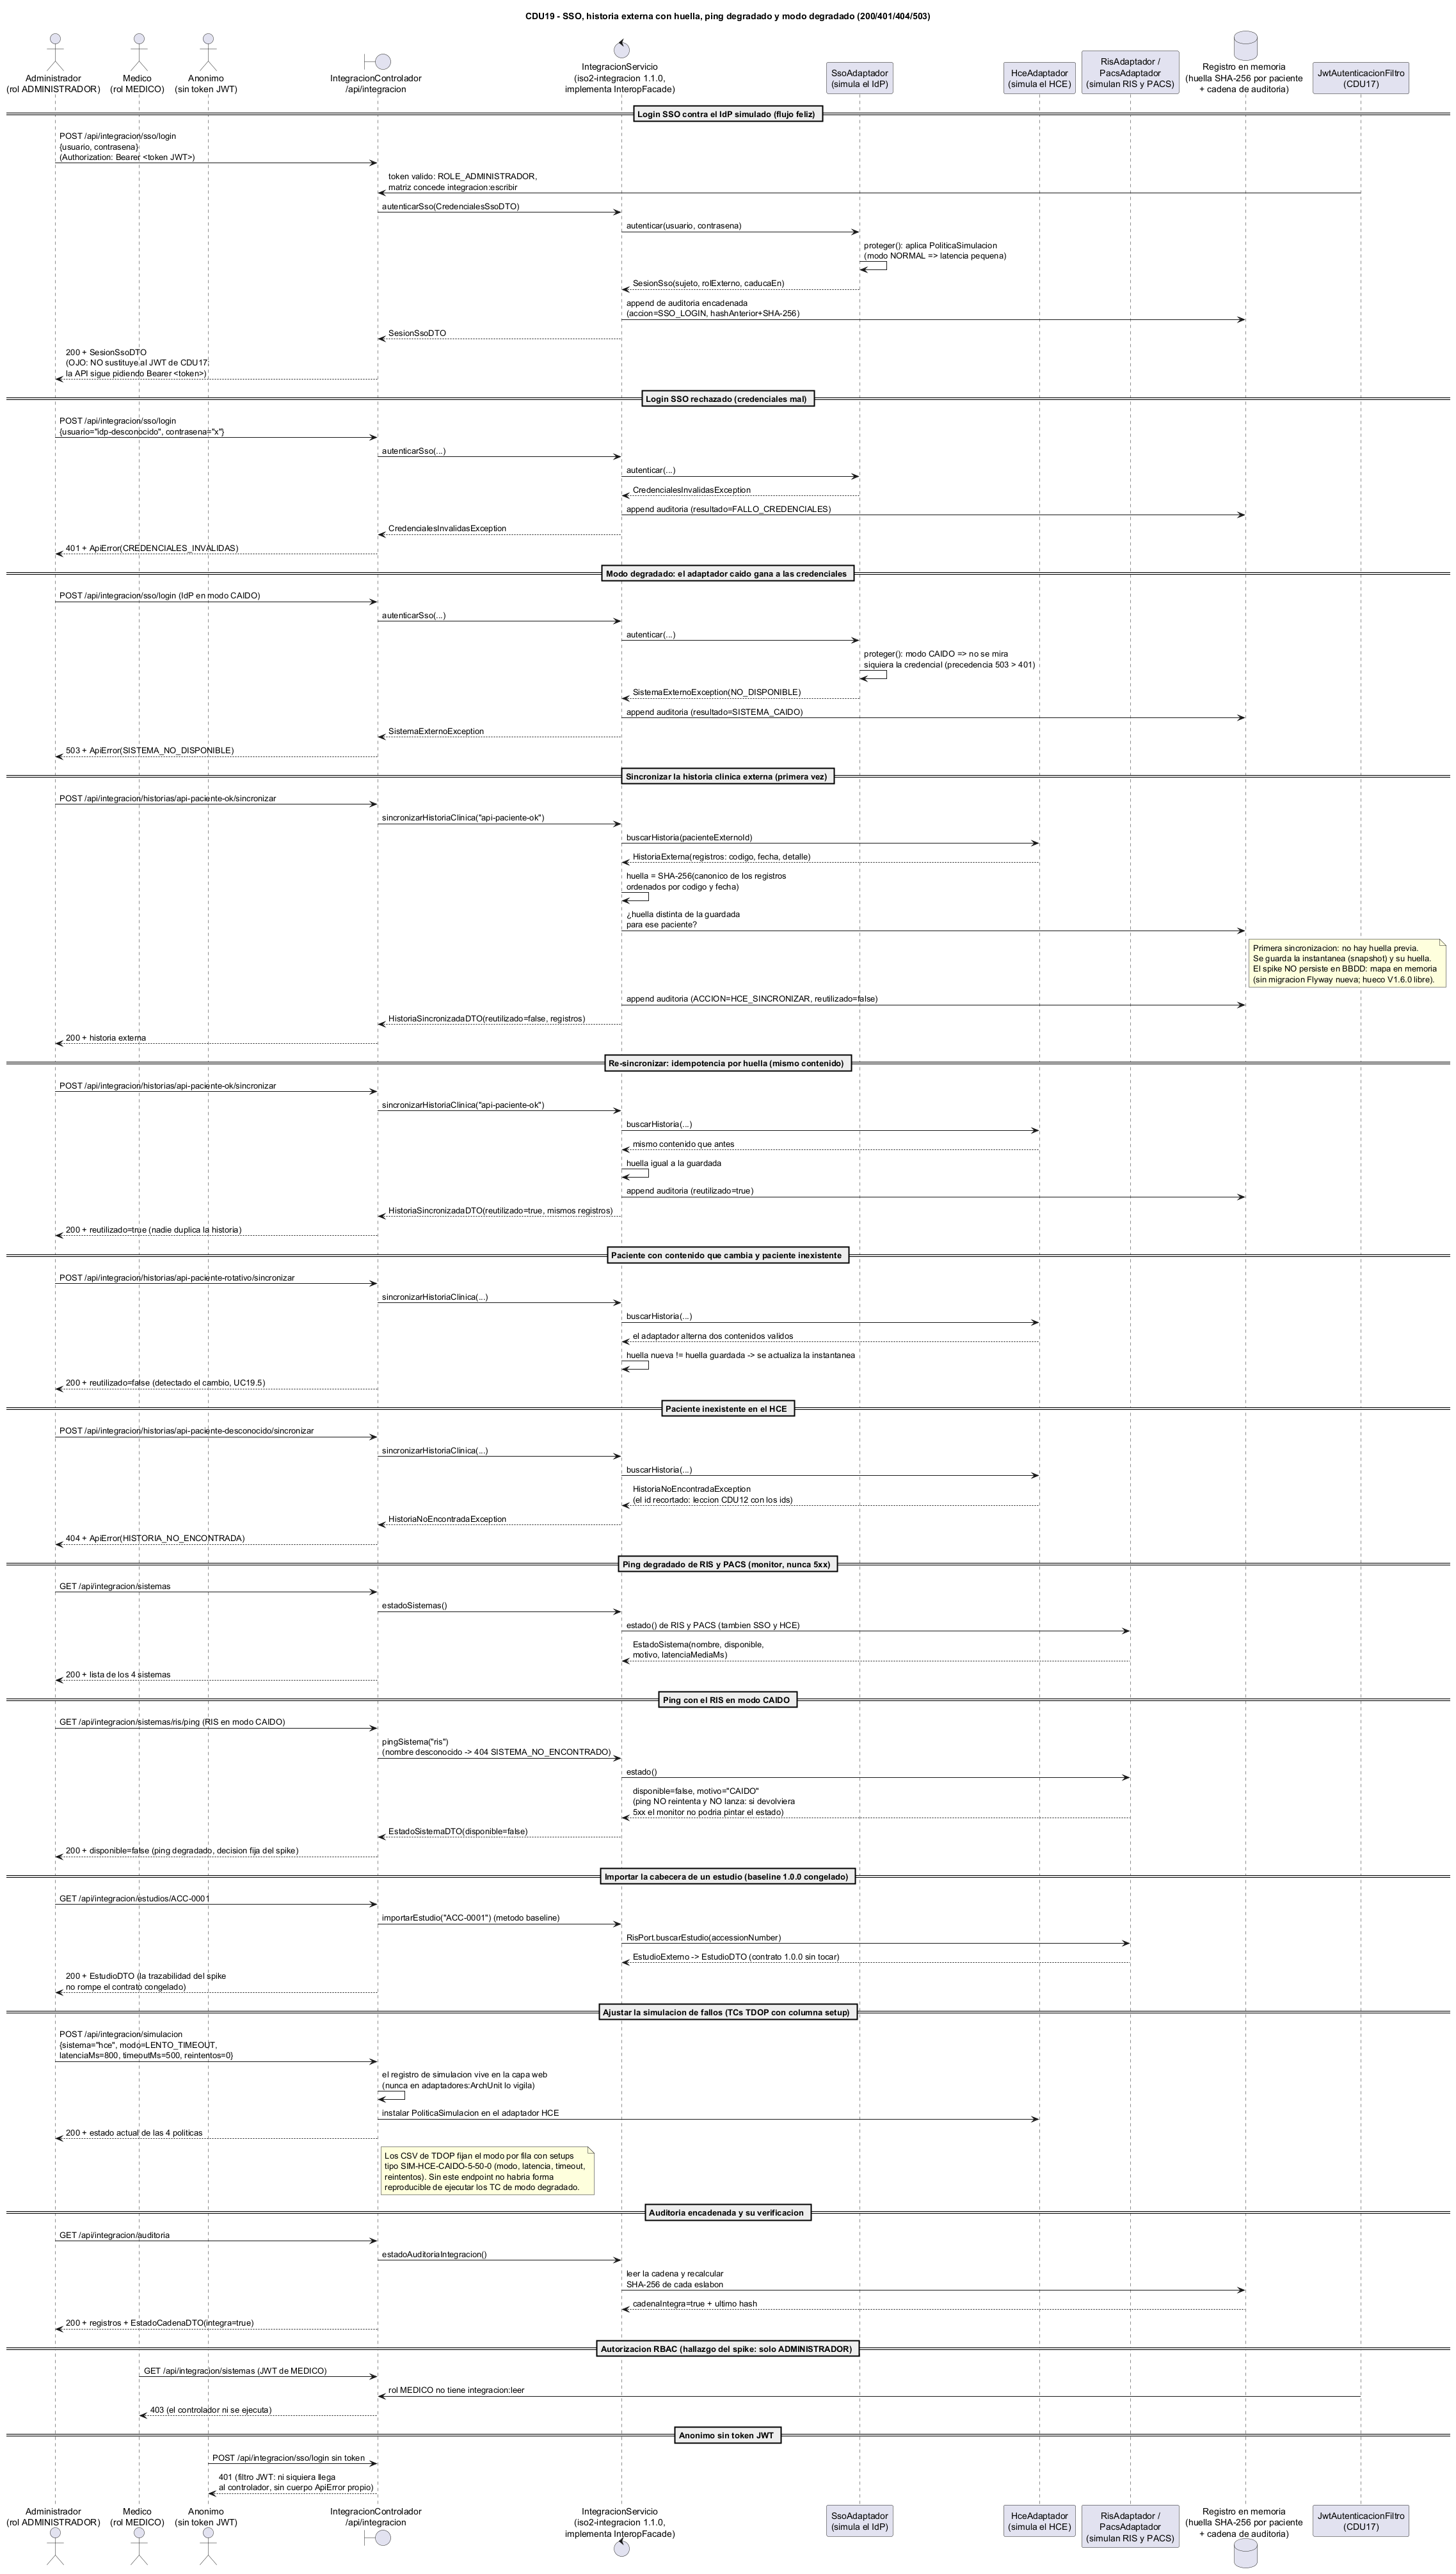 CDU19 - SSO, historia externa con huella, ping degradado y modo degradado (200/401/404/503)
Administrador
(rol ADMINISTRADOR)
Medico
(rol MEDICO)
Anonimo
(sin token JWT)
IntegracionControlador
/api/integracion
IntegracionServicio
(iso2-integracion 1.1.0,
implementa InteropFacade)
SsoAdaptador
(simula el IdP)
HceAdaptador
(simula el HCE)
RisAdaptador /
PacsAdaptador
(simulan RIS y PACS)
Registro en memoria
(huella SHA-256 por paciente
+ cadena de auditoria)
JwtAutenticacionFiltro
(CDU17)
Login SSO contra el IdP simulado (flujo feliz)
POST /api/integracion/sso/login
{usuario, contrasena}
(Authorization: Bearer <token JWT>)
token valido: ROLE_ADMINISTRADOR,
matriz concede integracion:escribir
autenticarSso(CredencialesSsoDTO)
autenticar(usuario, contrasena)
proteger(): aplica PoliticaSimulacion
(modo NORMAL => latencia pequena)
SesionSso(sujeto, rolExterno, caducaEn)
append de auditoria encadenada
(accion=SSO_LOGIN, hashAnterior+SHA-256)
SesionSsoDTO
200 + SesionSsoDTO
(OJO: NO sustituye al JWT de CDU17:
la API sigue pidiendo Bearer <token>)
Login SSO rechazado (credenciales mal)
POST /api/integracion/sso/login
{usuario="idp-desconocido", contrasena="x"}
autenticarSso(...)
autenticar(...)
CredencialesInvalidasException
append auditoria (resultado=FALLO_CREDENCIALES)
CredencialesInvalidasException
401 + ApiError(CREDENCIALES_INVALIDAS)
Modo degradado: el adaptador caido gana a las credenciales
POST /api/integracion/sso/login (IdP en modo CAIDO)
autenticarSso(...)
autenticar(...)
proteger(): modo CAIDO => no se mira
siquiera la credencial (precedencia 503 > 401)
SistemaExternoException(NO_DISPONIBLE)
append auditoria (resultado=SISTEMA_CAIDO)
SistemaExternoException
503 + ApiError(SISTEMA_NO_DISPONIBLE)
Sincronizar la historia clinica externa (primera vez)
POST /api/integracion/historias/api-paciente-ok/sincronizar
sincronizarHistoriaClinica("api-paciente-ok")
buscarHistoria(pacienteExternoId)
HistoriaExterna(registros: codigo, fecha, detalle)
huella = SHA-256(canonico de los registros
ordenados por codigo y fecha)
¿huella distinta de la guardada
para ese paciente?
Primera sincronizacion: no hay huella previa.
Se guarda la instantanea (snapshot) y su huella.
El spike NO persiste en BBDD: mapa en memoria
(sin migracion Flyway nueva; hueco V1.6.0 libre).
append auditoria (ACCION=HCE_SINCRONIZAR, reutilizado=false)
HistoriaSincronizadaDTO(reutilizado=false, registros)
200 + historia externa
Re-sincronizar: idempotencia por huella (mismo contenido)
POST /api/integracion/historias/api-paciente-ok/sincronizar
sincronizarHistoriaClinica("api-paciente-ok")
buscarHistoria(...)
mismo contenido que antes
huella igual a la guardada
append auditoria (reutilizado=true)
HistoriaSincronizadaDTO(reutilizado=true, mismos registros)
200 + reutilizado=true (nadie duplica la historia)
Paciente con contenido que cambia y paciente inexistente
POST /api/integracion/historias/api-paciente-rotativo/sincronizar
sincronizarHistoriaClinica(...)
buscarHistoria(...)
el adaptador alterna dos contenidos validos
huella nueva != huella guardada -> se actualiza la instantanea
200 + reutilizado=false (detectado el cambio, UC19.5)
Paciente inexistente en el HCE
POST /api/integracion/historias/api-paciente-desconocido/sincronizar
sincronizarHistoriaClinica(...)
buscarHistoria(...)
HistoriaNoEncontradaException
(el id recortado: leccion CDU12 con los ids)
HistoriaNoEncontradaException
404 + ApiError(HISTORIA_NO_ENCONTRADA)
Ping degradado de RIS y PACS (monitor, nunca 5xx)
GET /api/integracion/sistemas
estadoSistemas()
estado() de RIS y PACS (tambien SSO y HCE)
EstadoSistema(nombre, disponible,
motivo, latenciaMediaMs)
200 + lista de los 4 sistemas
Ping con el RIS en modo CAIDO
GET /api/integracion/sistemas/ris/ping (RIS en modo CAIDO)
pingSistema("ris")
(nombre desconocido -> 404 SISTEMA_NO_ENCONTRADO)
estado()
disponible=false, motivo="CAIDO"
(ping NO reintenta y NO lanza: si devolviera
5xx el monitor no podria pintar el estado)
EstadoSistemaDTO(disponible=false)
200 + disponible=false (ping degradado, decision fija del spike)
Importar la cabecera de un estudio (baseline 1.0.0 congelado)
GET /api/integracion/estudios/ACC-0001
importarEstudio("ACC-0001") (metodo baseline)
RisPort.buscarEstudio(accessionNumber)
EstudioExterno -> EstudioDTO (contrato 1.0.0 sin tocar)
200 + EstudioDTO (la trazabilidad del spike
no rompe el contrato congelado)
Ajustar la simulacion de fallos (TCs TDOP con columna setup)
POST /api/integracion/simulacion
{sistema="hce", modo=LENTO_TIMEOUT,
latenciaMs=800, timeoutMs=500, reintentos=0}
el registro de simulacion vive en la capa web
(nunca en adaptadores:ArchUnit lo vigila)
instalar PoliticaSimulacion en el adaptador HCE
200 + estado actual de las 4 politicas
Los CSV de TDOP fijan el modo por fila con setups
tipo SIM-HCE-CAIDO-5-50-0 (modo, latencia, timeout,
reintentos). Sin este endpoint no habria forma
reproducible de ejecutar los TC de modo degradado.
Auditoria encadenada y su verificacion
GET /api/integracion/auditoria
estadoAuditoriaIntegracion()
leer la cadena y recalcular
SHA-256 de cada eslabon
cadenaIntegra=true + ultimo hash
200 + registros + EstadoCadenaDTO(integra=true)
Autorizacion RBAC (hallazgo del spike: solo ADMINISTRADOR)
GET /api/integracion/sistemas (JWT de MEDICO)
rol MEDICO no tiene integracion:leer
403 (el controlador ni se ejecuta)
Anonimo sin token JWT
POST /api/integracion/sso/login sin token
401 (filtro JWT: ni siquiera llega
al controlador, sin cuerpo ApiError propio)
Administrador
(rol ADMINISTRADOR)
Medico
(rol MEDICO)
Anonimo
(sin token JWT)
IntegracionControlador
/api/integracion
IntegracionServicio
(iso2-integracion 1.1.0,
implementa InteropFacade)
SsoAdaptador
(simula el IdP)
HceAdaptador
(simula el HCE)
RisAdaptador /
PacsAdaptador
(simulan RIS y PACS)
Registro en memoria
(huella SHA-256 por paciente
+ cadena de auditoria)
JwtAutenticacionFiltro
(CDU17)